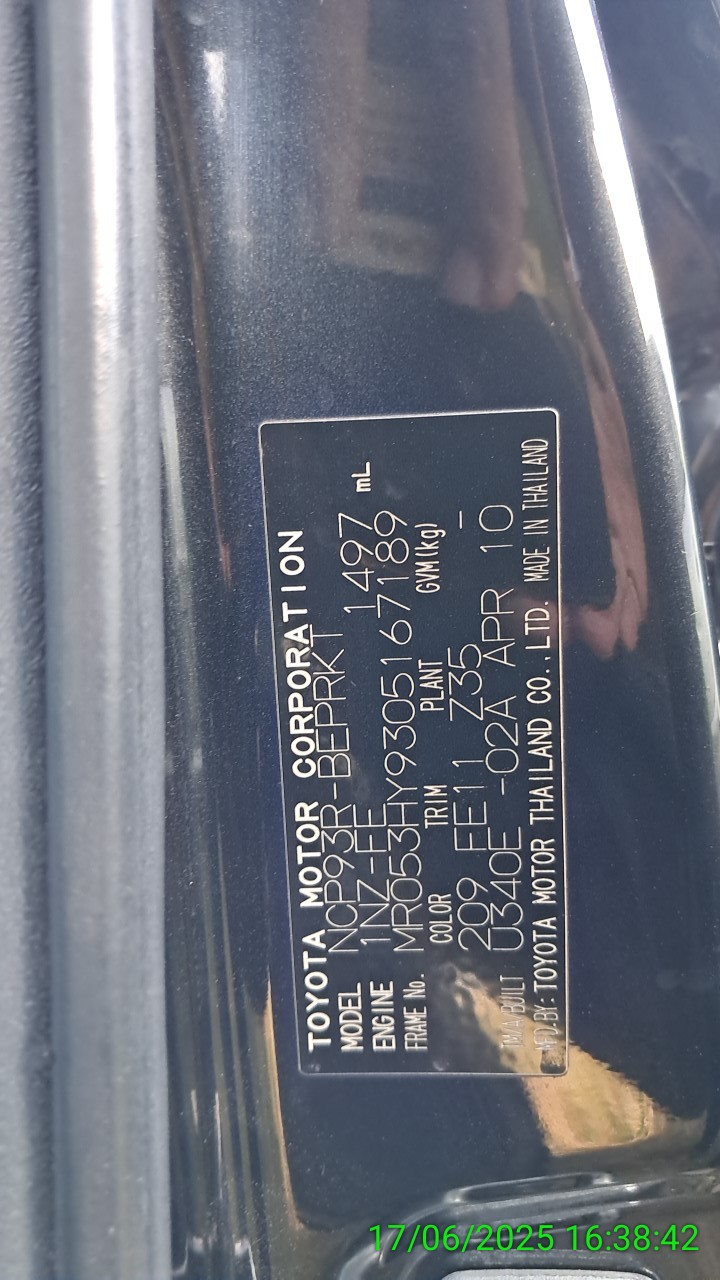 TOYOTA MOTOR CORPORATION
MODEL NCP93R-BEPRKT 1497 mL
ENGINE 1NZ-FE
FRAME No. MR053HY9305167189
COLOR TRIM PLANT GVM(kg)
209 FE11 Z35 –
TM/A/BUILT U340E -02A APR 10
MFD.BY:TOYOTA MOTOR THAILAND CO.,LTD. MADE IN THAILAND
17/06/2025 16:38:42